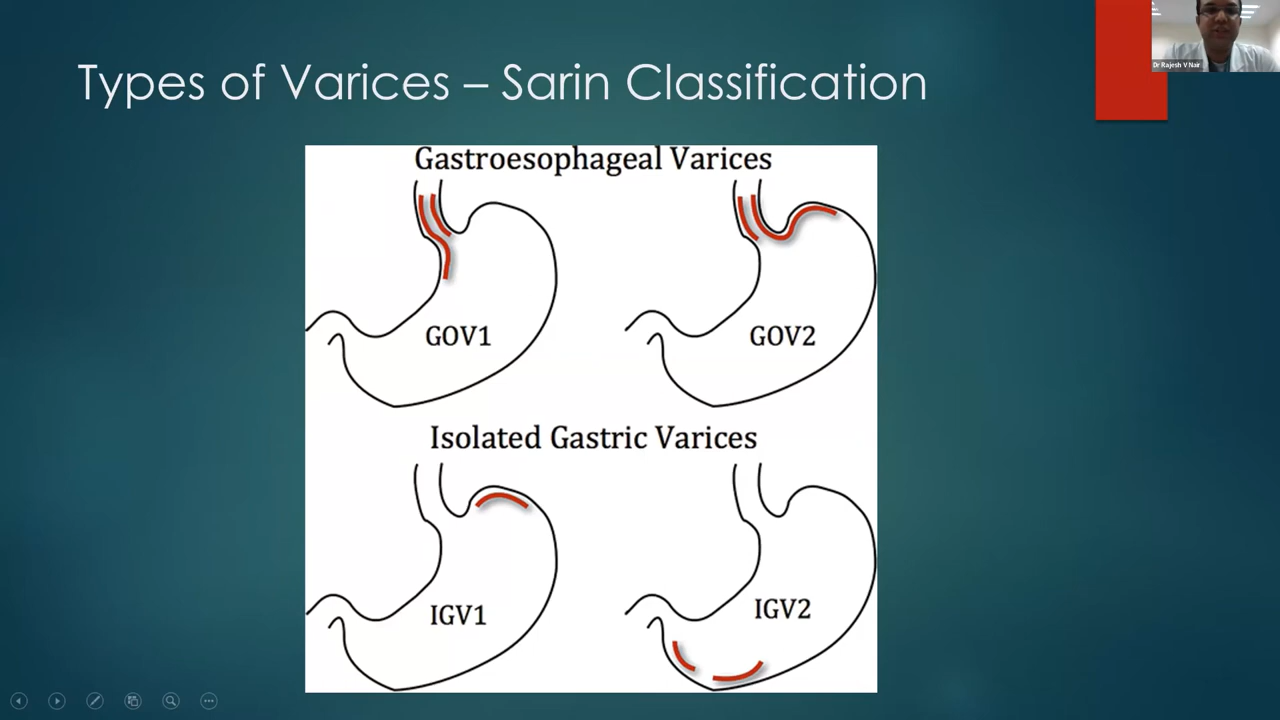 Types of Varices – Sarin Classification
Dr Rajesh V Nair
Gastroesophageal Varices
GOV1
GOV2
Isolated Gastric Varices
IGV1
IGV2